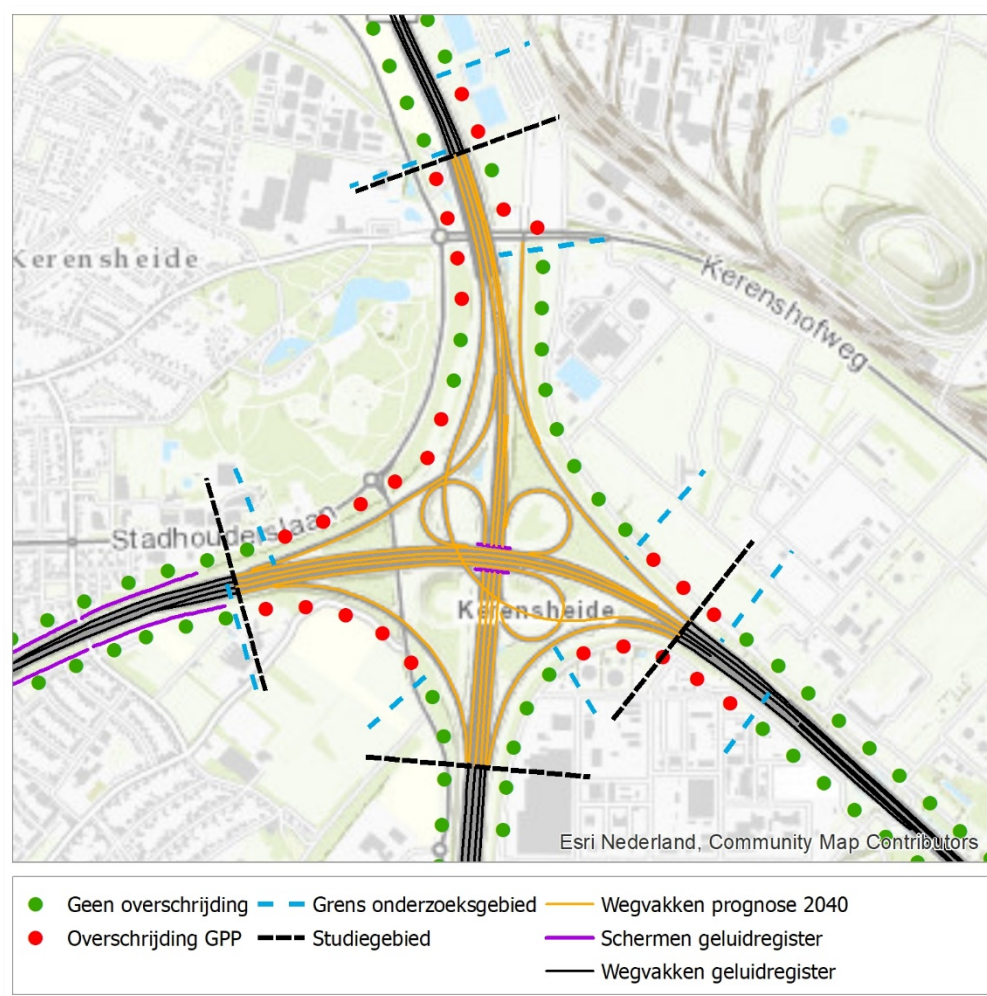 Kerensheide
Kerenshofweg
Stadhouderslaan
Kerensheide
Esri Nederland, Community Map Contributors
Geen overschrijding
Grens onderzoeksgebied
Wegvakken prognose 2040
Overschrijding GPP
Studiegebied
Schermen geluidregister
Wegvakken geluidregister